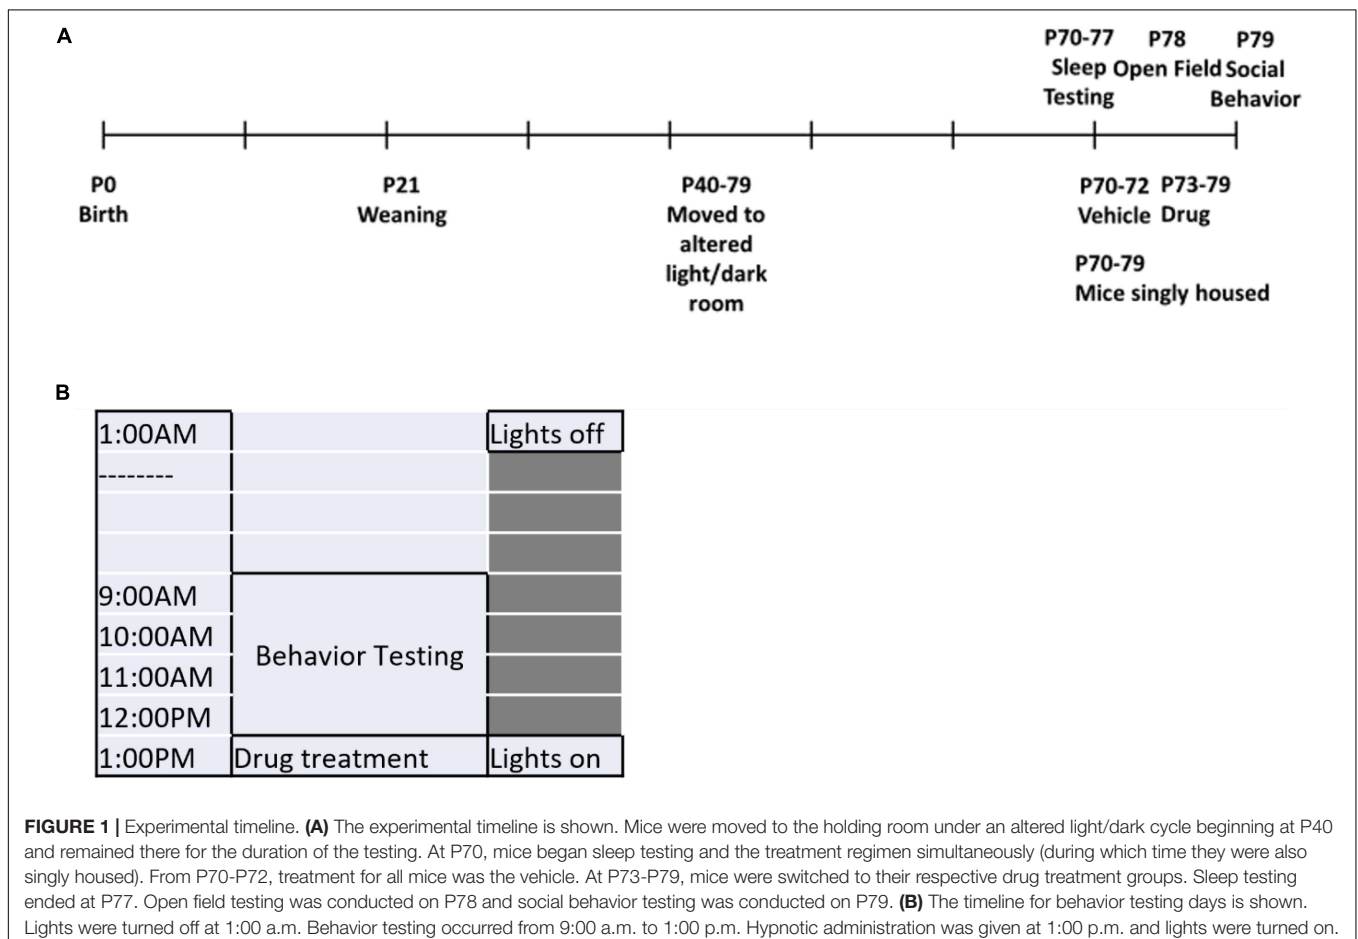 A
P70-77 P78 P79
Sleep Open Field Social
Testing Behavior
P0 P21 P40-79 P70-72 P73-79
Birth Weaning Moved to Vehicle Drug
altered
light/dark
room
P70-79
Mice singly housed
B
1:00AM Lights off
--------
9:00AM
10:00AM
Behavior Testing
11:00AM
12:00PM
1:00PM Drug treatment Lights on
FIGURE 1 | Experimental timeline. (A) The experimental timeline is shown. Mice were moved to the holding room under an altered light/dark cycle beginning at P40
and remained there for the duration of the testing. At P70, mice began sleep testing and the treatment regimen simultaneously (during which time they were also
singly housed). From P70-P72, treatment for all mice was the vehicle. At P73-P79, mice were switched to their respective drug treatment groups. Sleep testing
ended at P77. Open field testing was conducted on P78 and social behavior testing was conducted on P79. (B) The timeline for behavior testing days is shown.
Lights were turned off at 1:00 a.m. Behavior testing occurred from 9:00 a.m. to 1:00 p.m. Hypnotic administration was given at 1:00 p.m. and lights were turned on.